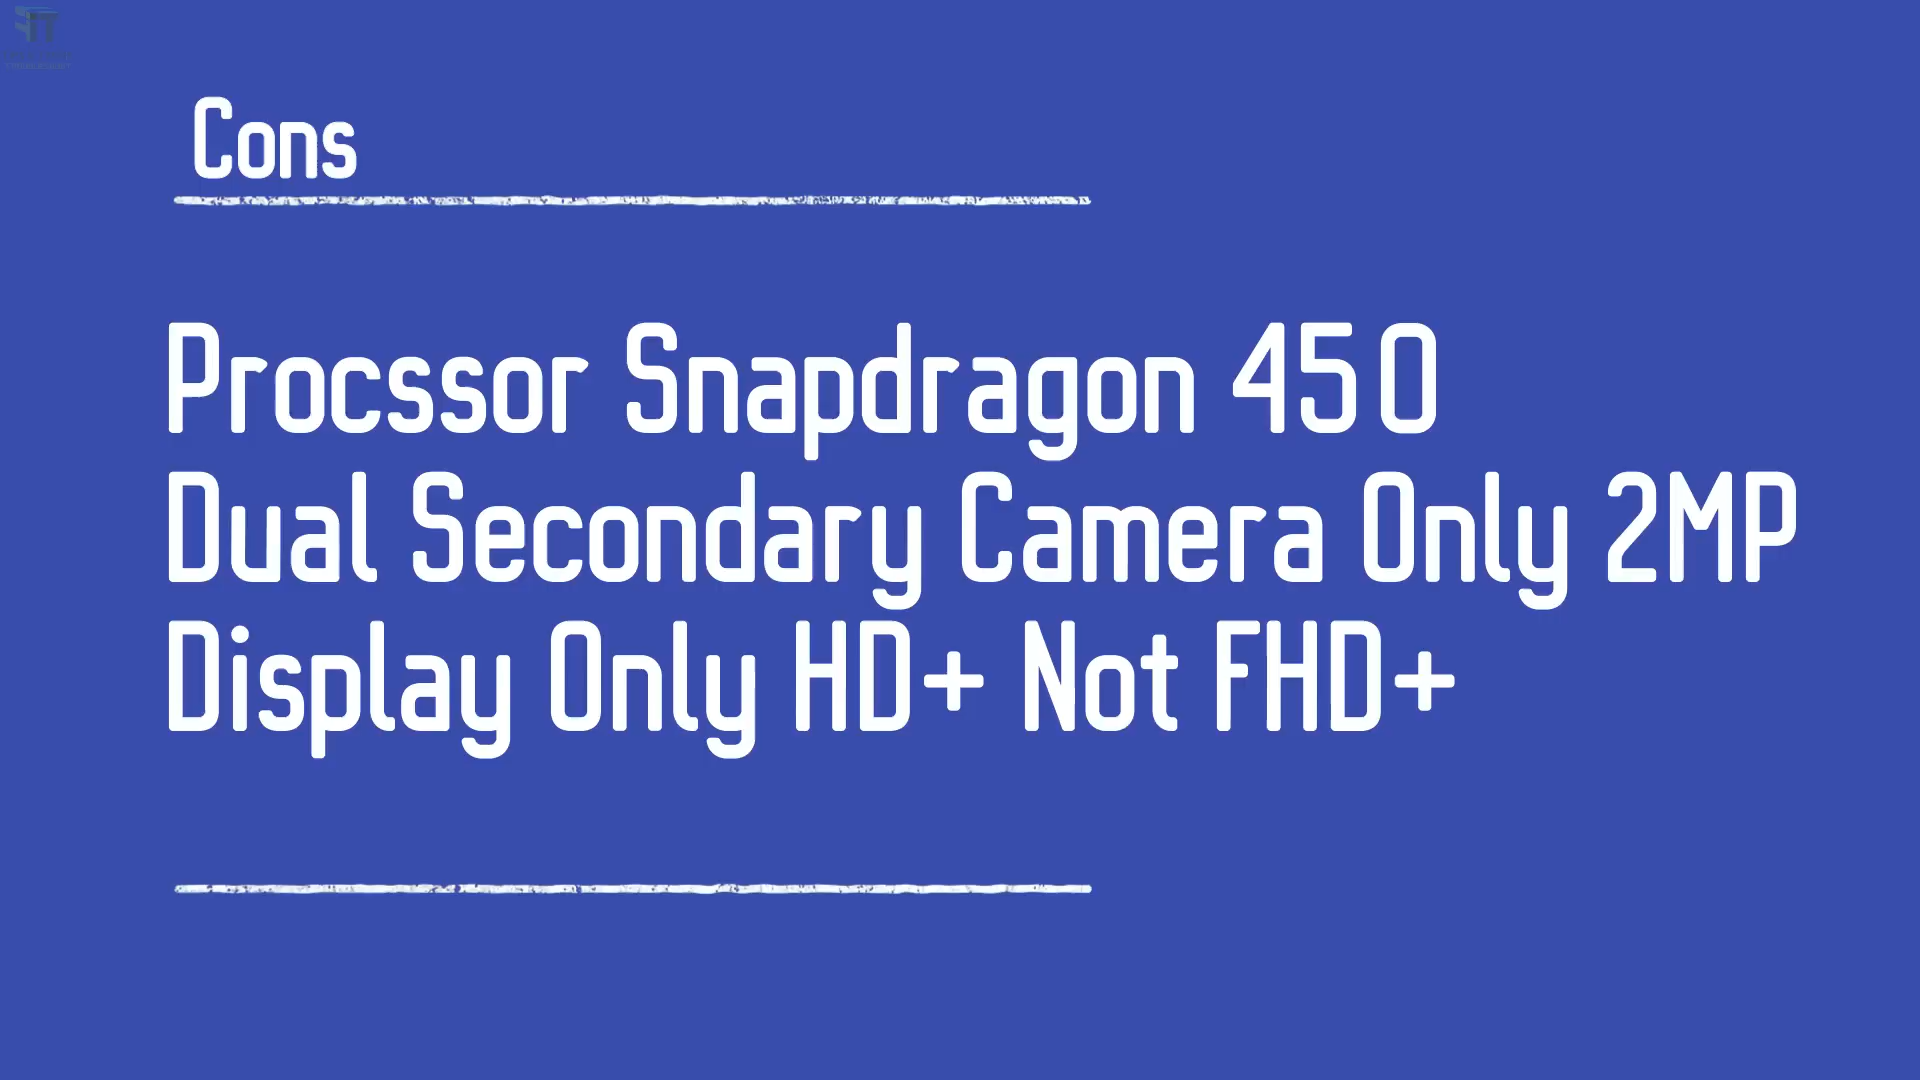 Cons
Procssor Snapdragon 450
Dual Secondary Camera Only 2MP
Display Only HD+ Not FHD+